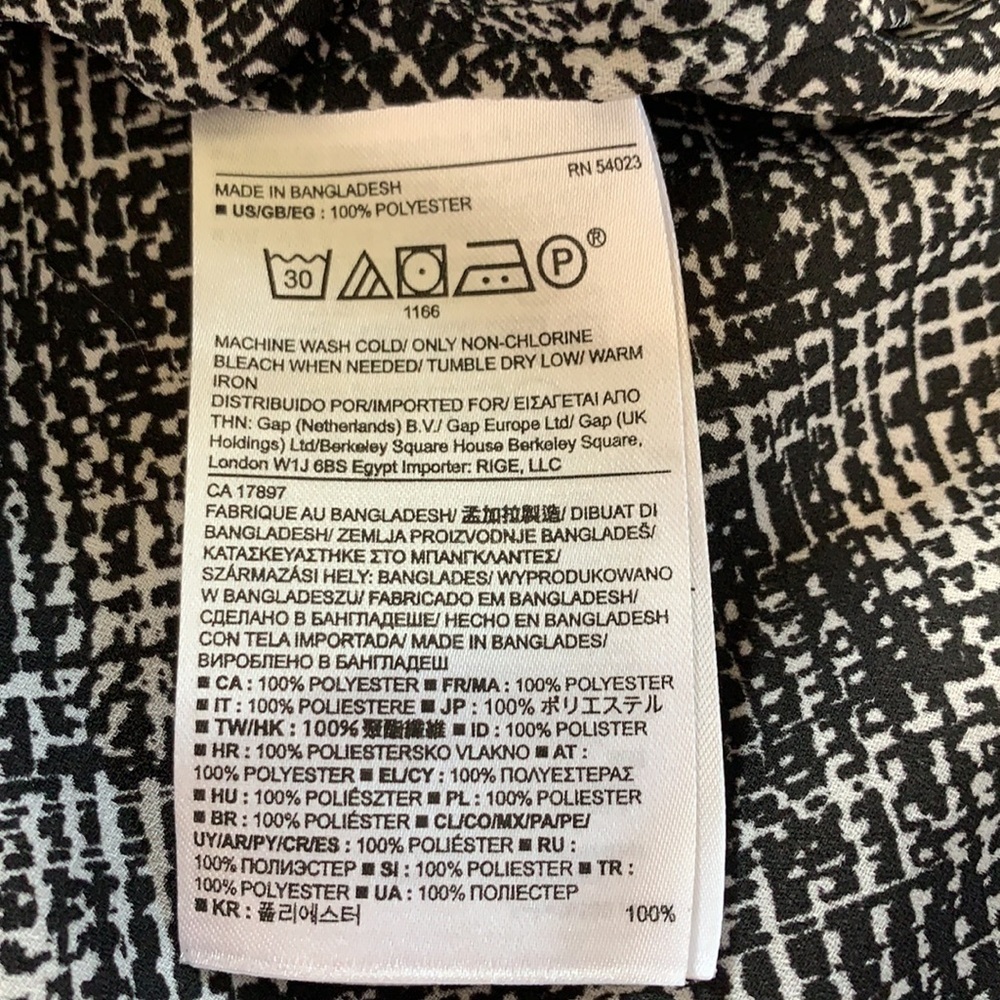 RN 54023
MADE IN BANGLADESH
■ US/GB/EG : 100% POLYESTER
30 P ®
1166
MACHINE WASH COLD/ ONLY NON-CHLORINE
BLEACH WHEN NEEDED/ TUMBLE DRY LOW/ WARM
IRON
DISTRIBUIDO POR/IMPORTED FOR/ ΕΙΣΑΓΕΤΑΙ ΑΠΟ
ΤΗΝ: Gap (Netherlands) B.V./ Gap Europe Ltd/ Gap (UK
Holdings) Ltd/Berkeley Square House Berkeley Square,
London W1J 6BS Egypt Importer: RIGE, LLC
CA 17897
FABRIQUE AU BANGLADESH/ 孟加拉製造/ DIBUAT DI
BANGLADESH/ ZEMLJA PROIZVODNJE BANGLADEŠ/
ΚΑΤΑΣΚΕΥΑΣΤΗΚΕ ΣΤΟ ΜΠΑΝΓΚΛΑΝΤΕΣ/
SZÁRMAZÁSI HELY: BANGLADES/ WYPRODUKOWANO
W BANGLADESZU/ FABRICADO EM BANGLADESH/
СДЕЛАНО В БАНГЛАДЕШЕ/ HECHO EN BANGLADESH
CON TELA IMPORTADA/ MADE IN BANGLADES/
ВИРОБЛЕНО В БАНГЛАДЕШ
■ CA : 100% POLYESTER ■ FR/MA : 100% POLYESTER
■ IT : 100% POLIESTERE ■ JP : 100% ポリエステル
■ TW/HK : 100% 聚酯纖維 ■ ID : 100% POLISTER
■ HR : 100% POLIESTERSKO VLAKNO ■ AT :
100% POLYESTER ■ EL/CY : 100% ΠΟΛΥΕΣΤΕΡΑΣ
■ HU : 100% POLIÉSZTER ■ PL : 100% POLIESTER
■ BR : 100% POLIÉSTER ■ CL/CO/MX/PA/PE/
UY/AR/PY/CR/ES : 100% POLIÉSTER ■ RU :
100% ПОЛИЭСТЕР ■ SI : 100% POLIESTER ■ TR :
100% POLYESTER ■ UA : 100% ПОЛІЕСТЕР
■ KR : 폴리에스터 100%